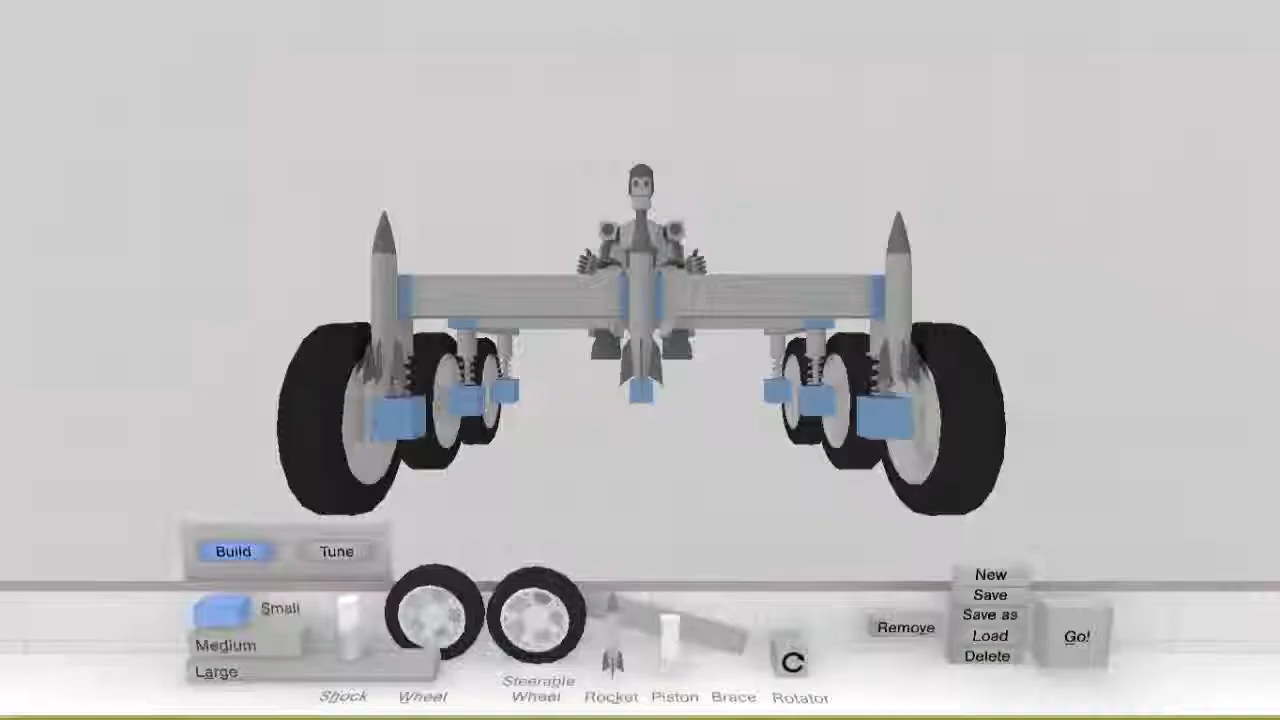 Build
Tune
New
Save
Save as
Load
Delete
Small
Medium
Large
Remove
Go!
Shock
Wheel
Steerable
Wheel
Rocket
Piston
Brace
Rotator
C